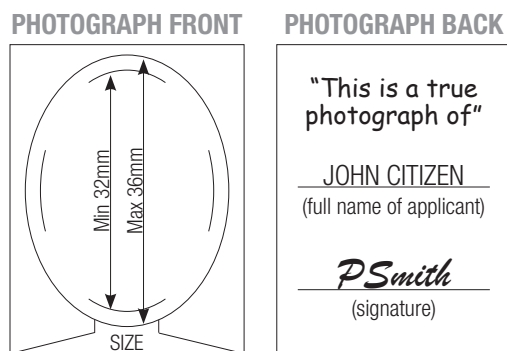 PHOTOGRAPH FRONT
Min 32mm
Max 36mm
SIZE
PHOTOGRAPH BACK
“This is a true
photograph of”
JOHN CITIZEN
(full name of applicant)
PSmith
(signature)